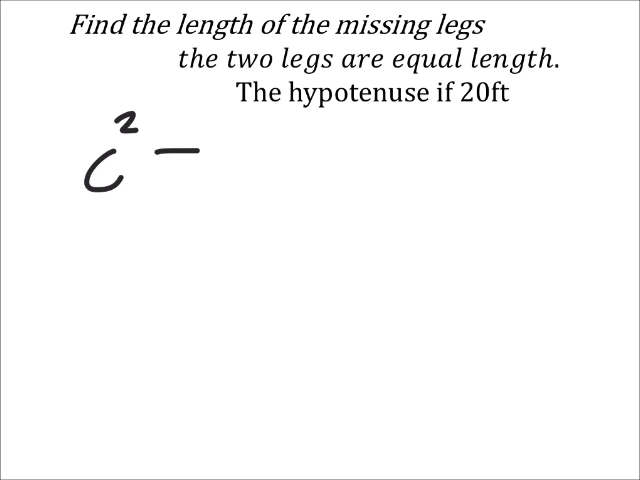 Find the length of the missing legs
the two legs are equal length.
The hypotenuse if 20ft
c² —